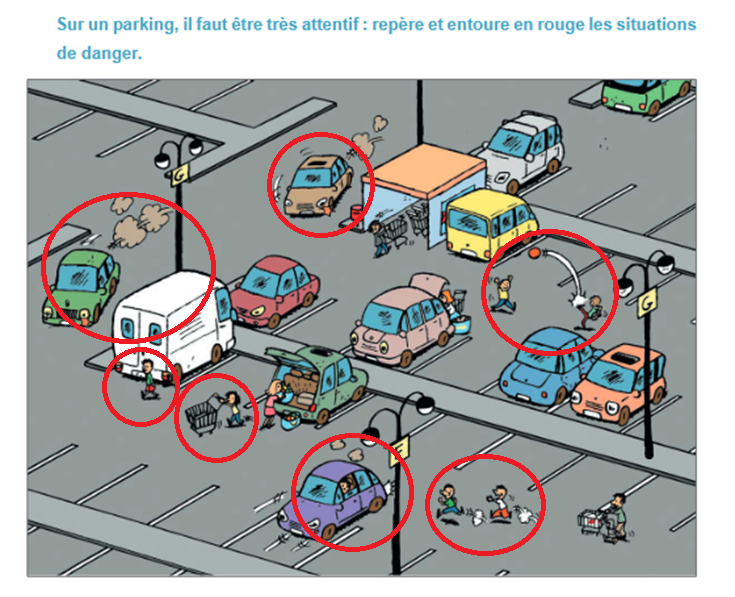 Sur un parking, il faut être très attentif : repère et entoure en rouge les situations
de danger.
G
G